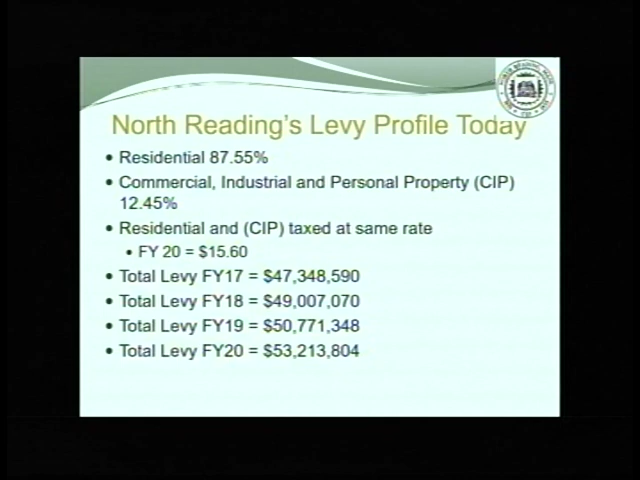 North Reading's Levy Profile Today
• Residential 87.55%
• Commercial, Industrial and Personal Property (CIP)
12.45%
• Residential and (CIP) taxed at same rate
• FY 20 = $15.60
• Total Levy FY17 = $47,348,590
• Total Levy FY18 = $49,007,070
• Total Levy FY19 = $50,771,348
• Total Levy FY20 = $53,213,804